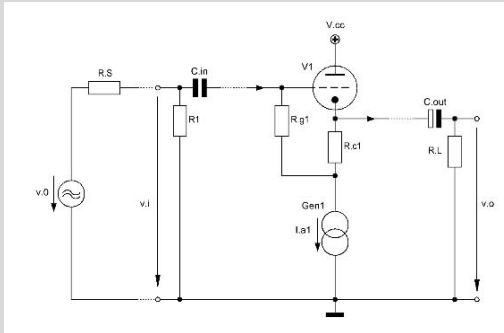 V.cc
R.S
C.in
V1
C.out
R1
R.g1
R.c1
R.L
v.0
v.i
Gen1
v.o
I.a1